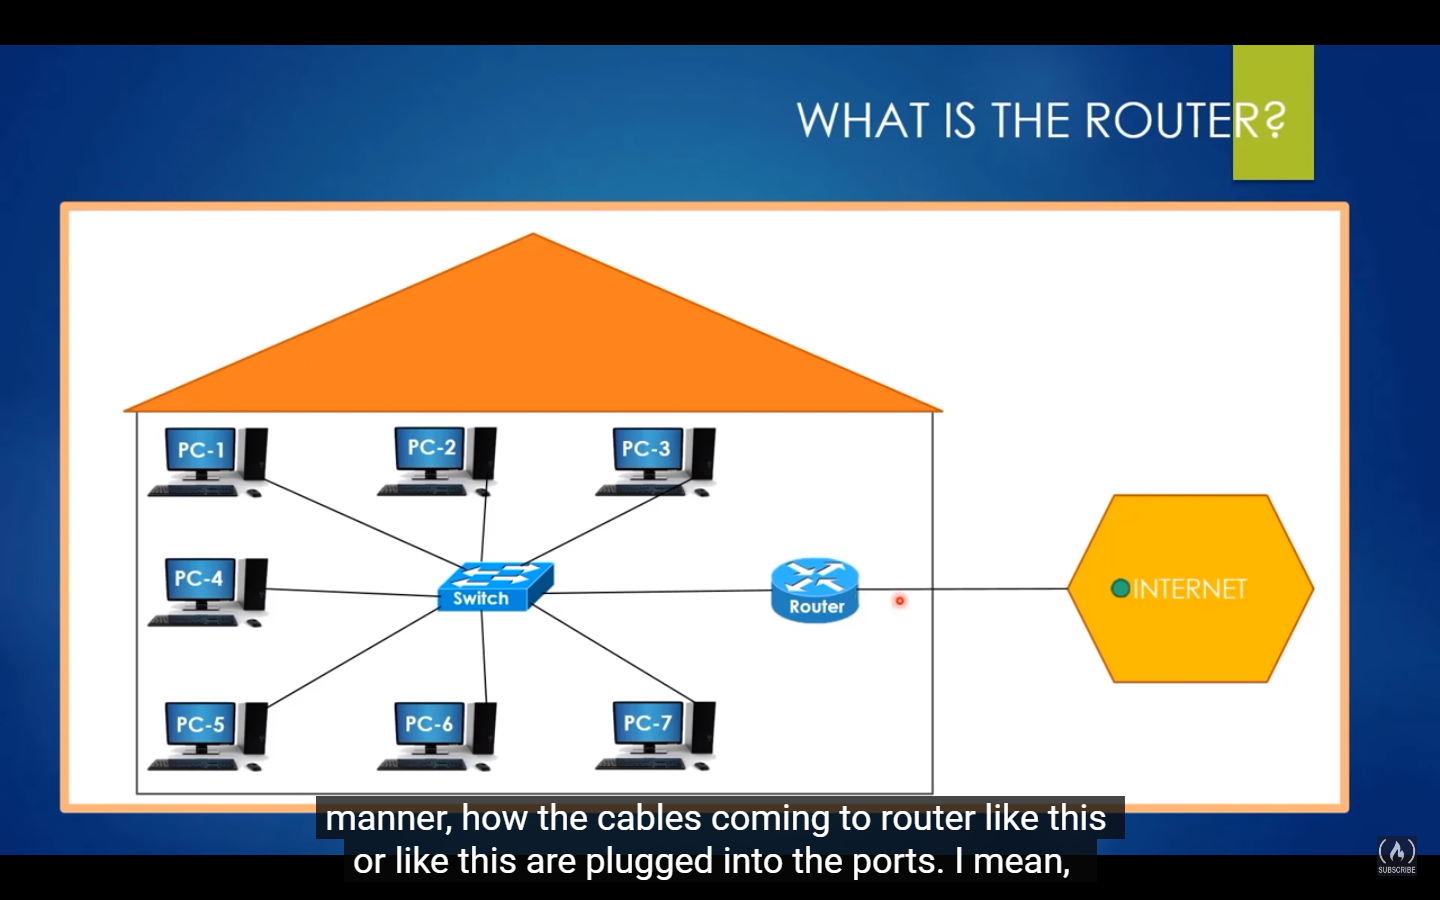 WHAT IS THE ROUTER?
PC-1
PC-2
PC-3
PC-4
Switch
Router
INTERNET
PC-5
PC-6
PC-7
manner, how the cables coming to router like this
or like this are plugged into the ports. I mean,
SUBSCRIBE